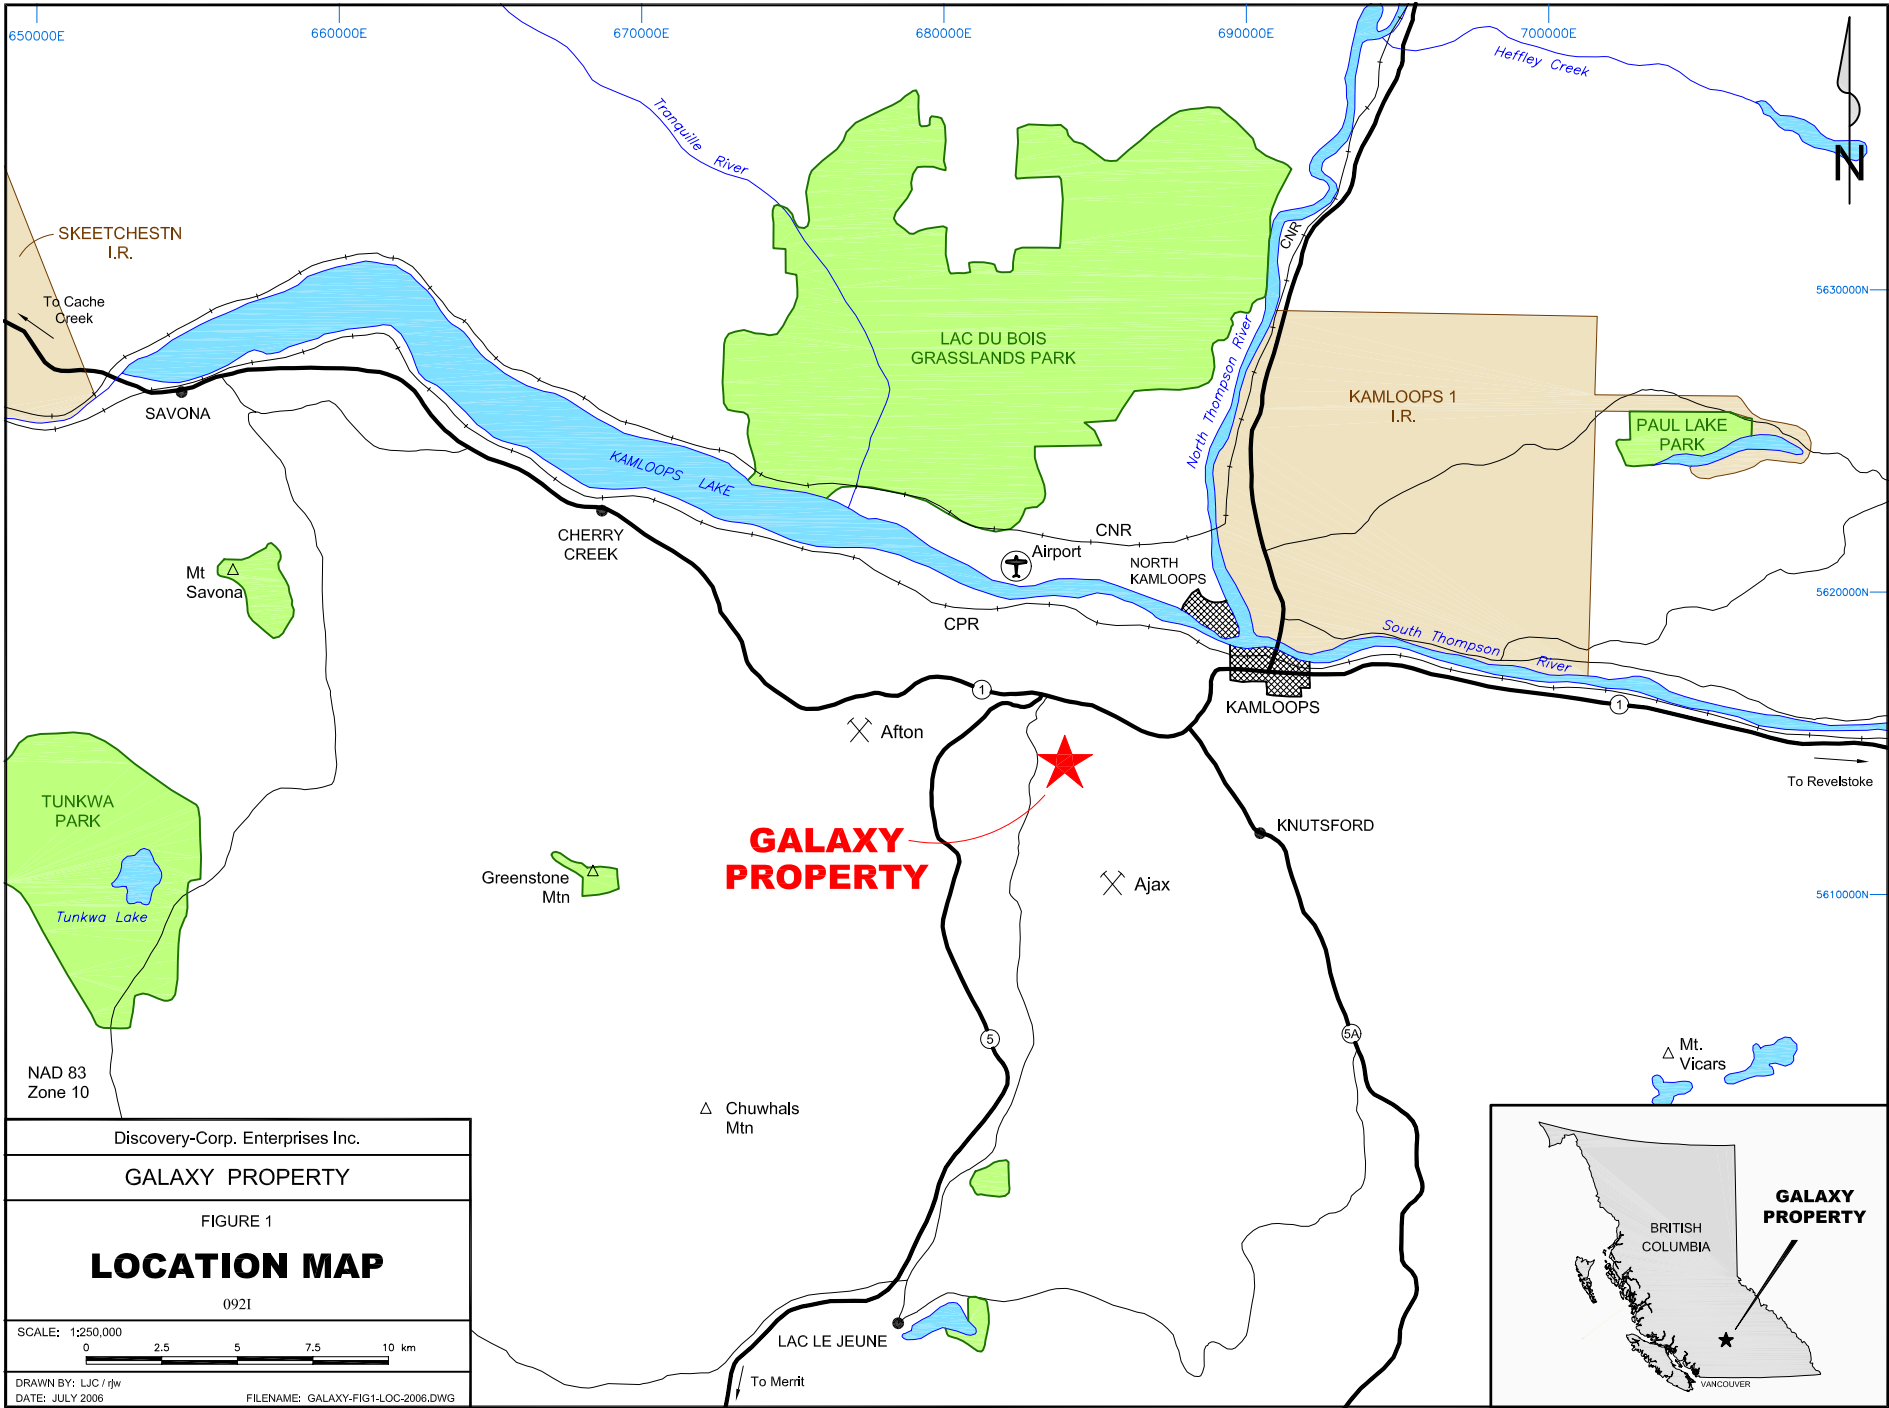 650000E
660000E
670000E
680000E
690000E
700000E
Heffley Creek
Tranquille River
N
SKEETCHESTN
I.R.
CNR
To Cache
Creek
5630000N
LAC DU BOIS
GRASSLANDS PARK
North Thompson River
KAMLOOPS 1
I.R.
SAVONA
PAUL LAKE
PARK
KAMLOOPS LAKE
CHERRY
CREEK
CNR
Airport
NORTH
KAMLOOPS
Mt
Savona
5620000N
CPR
South Thompson River
1
KAMLOOPS
1
Afton
To Revelstoke
TUNKWA
PARK
GALAXY
PROPERTY
KNUTSFORD
Greenstone
Mtn
Ajax
5610000N
Tunkwa Lake
5
5A
Mt.
Vicars
NAD 83
Zone 10
Chuwhals
Mtn
Discovery-Corp. Enterprises Inc.
GALAXY PROPERTY
FIGURE 1
LOCATION MAP
092I
SCALE: 1:250,000
0 2.5 5 7.5 10 km
DRAWN BY: LJC / rjw
DATE: JULY 2006
FILENAME: GALAXY-FIG1-LOC-2006.DWG
LAC LE JEUNE
To Merrit
GALAXY
PROPERTY
BRITISH
COLUMBIA
VANCOUVER